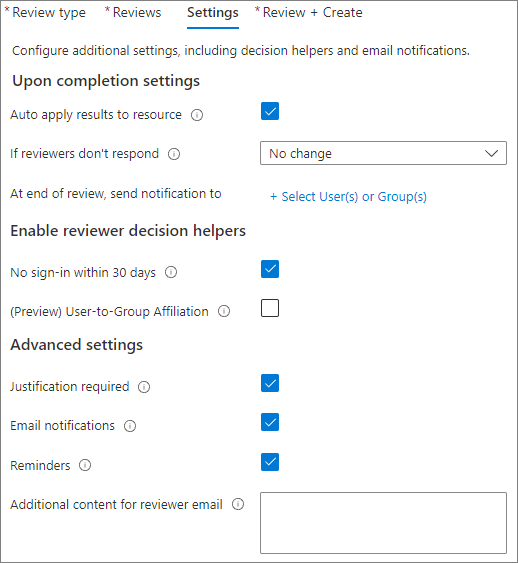 * Review type * Reviews Settings * Review + Create
Configure additional settings, including decision helpers and email notifications.
Upon completion settings
Auto apply results to resource
If reviewers don't respond No change
At end of review, send notification to + Select User(s) or Group(s)
Enable reviewer decision helpers
No sign-in within 30 days
(Preview) User-to-Group Affiliation
Advanced settings
Justification required
Email notifications
Reminders
Additional content for reviewer email